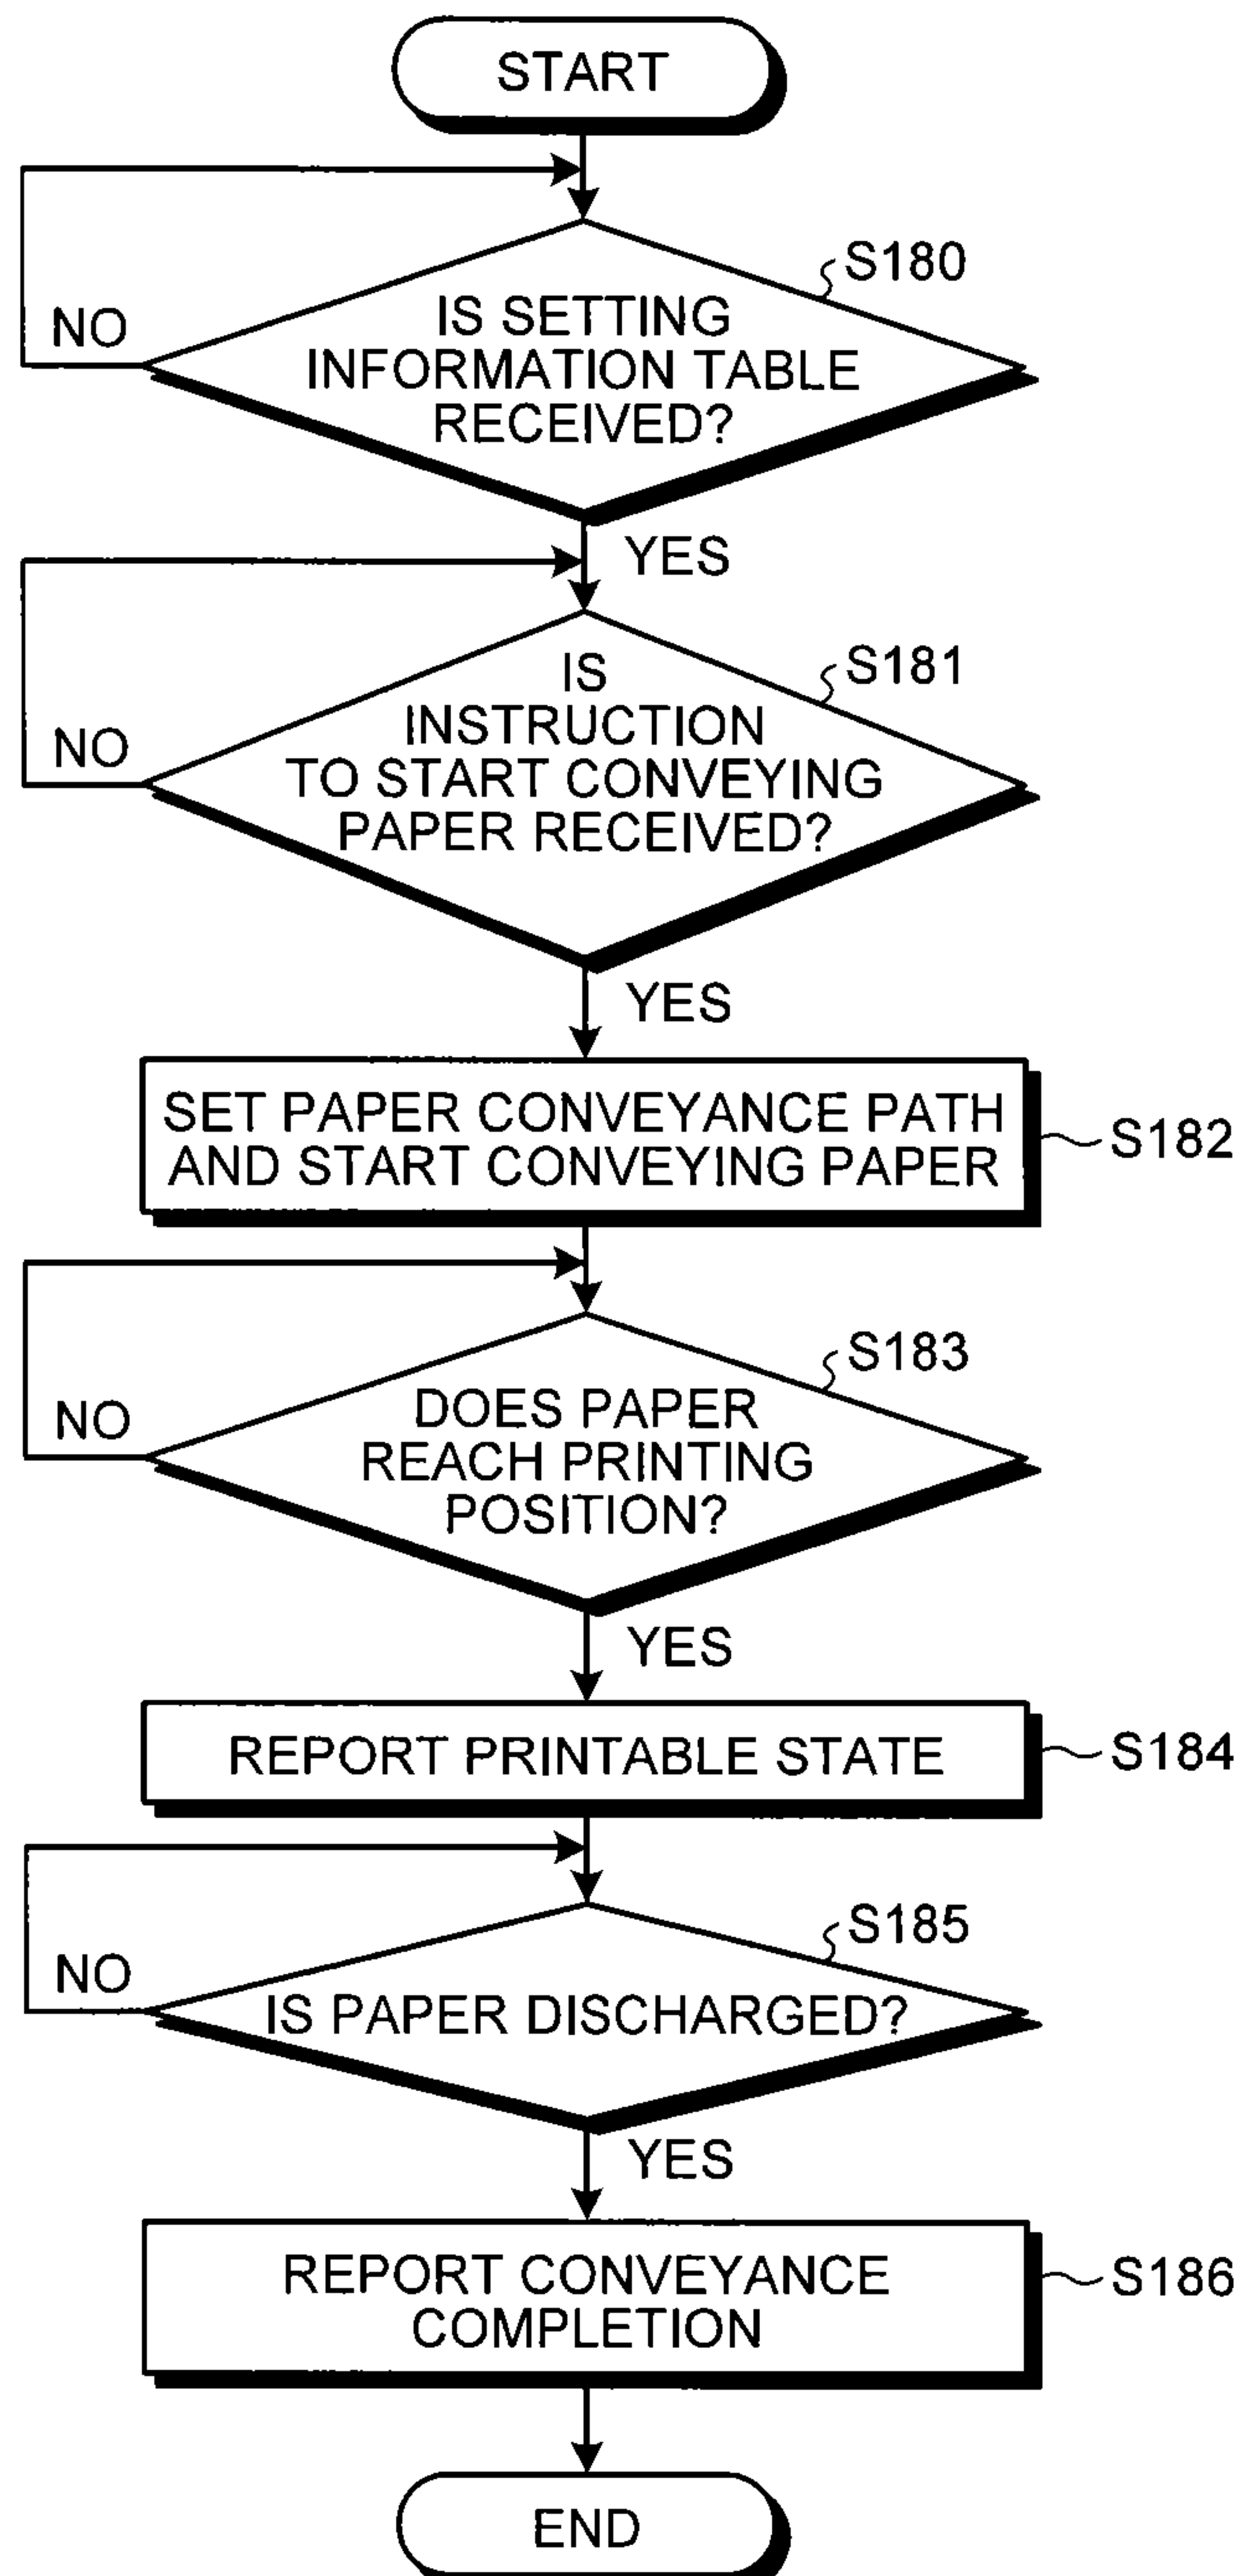 START
S180
IS SETTING
INFORMATION TABLE
RECEIVED?
NO
YES
S181
IS
INSTRUCTION
TO START CONVEYING
PAPER RECEIVED?
NO
YES
SET PAPER CONVEYANCE PATH
AND START CONVEYING PAPER
S182
S183
DOES PAPER
REACH PRINTING
POSITION?
NO
YES
REPORT PRINTABLE STATE
S184
S185
IS PAPER DISCHARGED?
NO
YES
REPORT CONVEYANCE
COMPLETION
S186
END